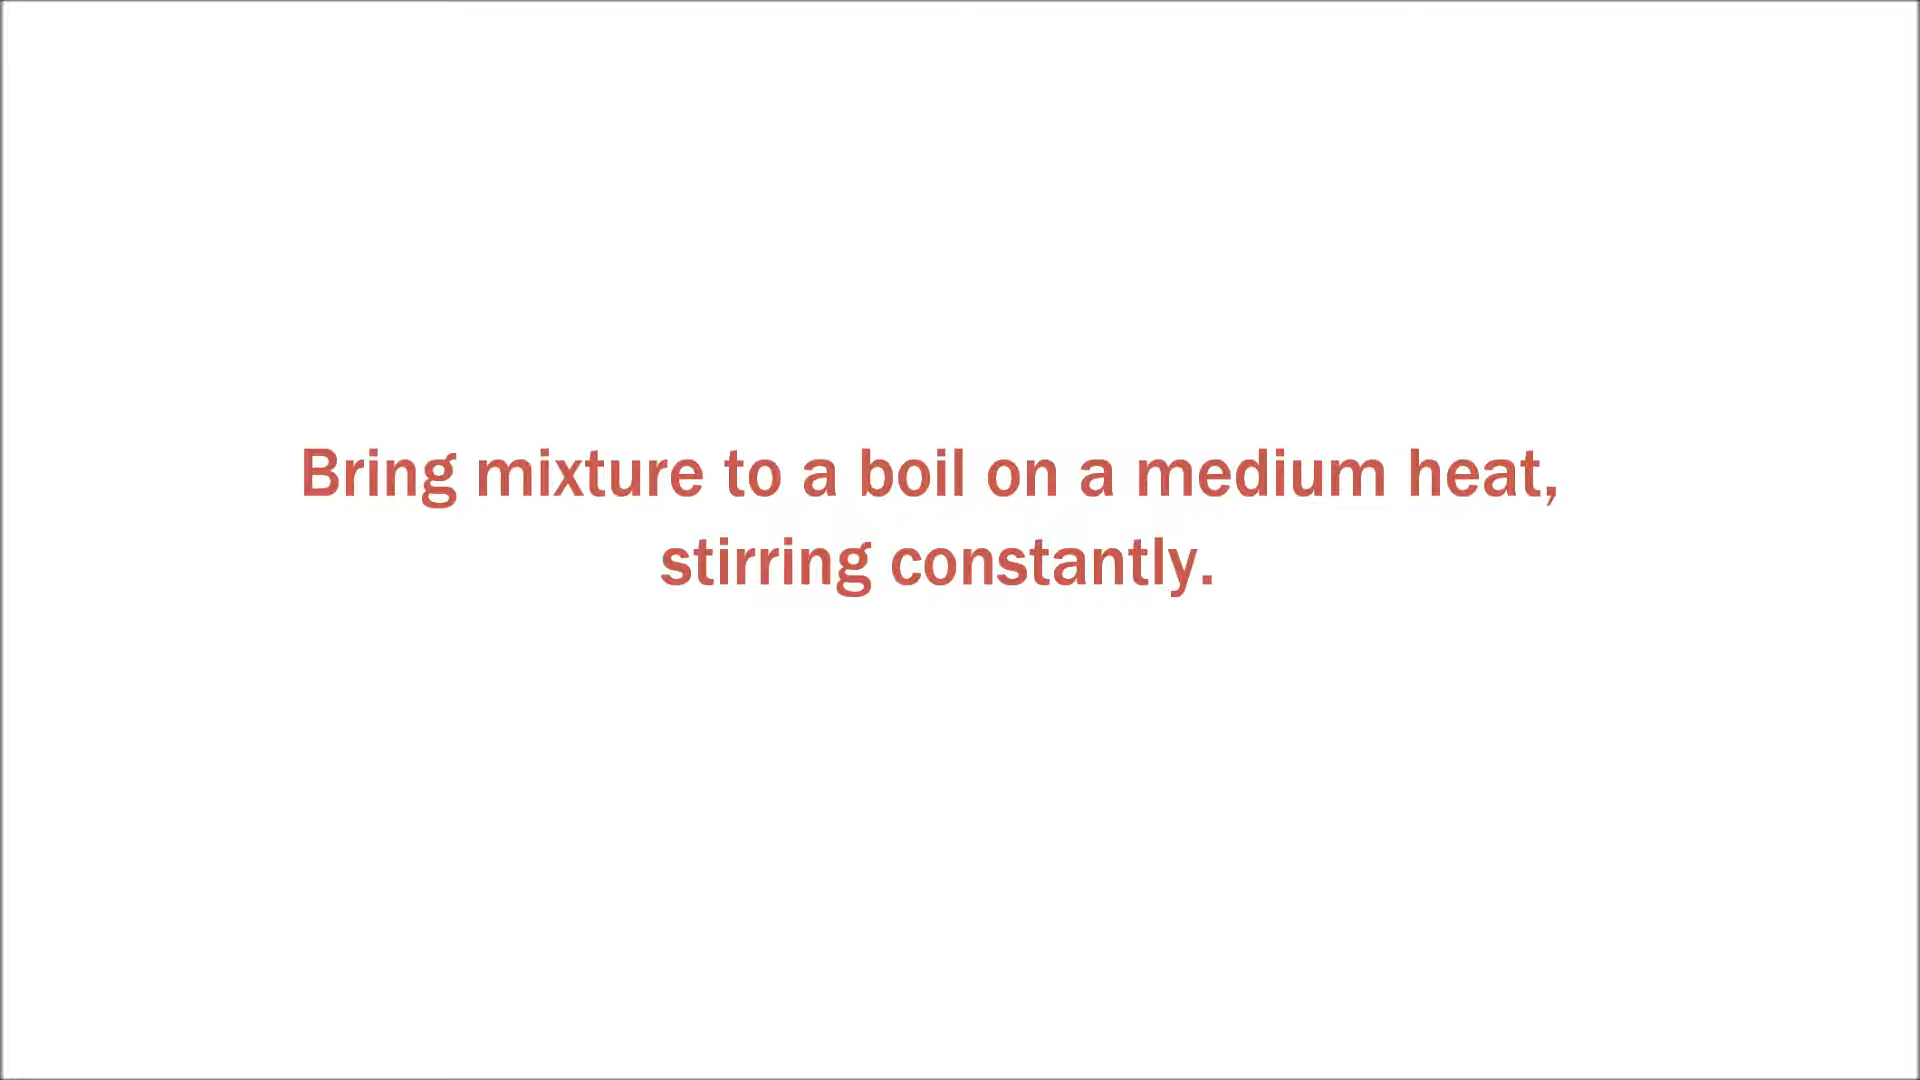 Bring mixture to a boil on a medium heat,
stirring constantly.